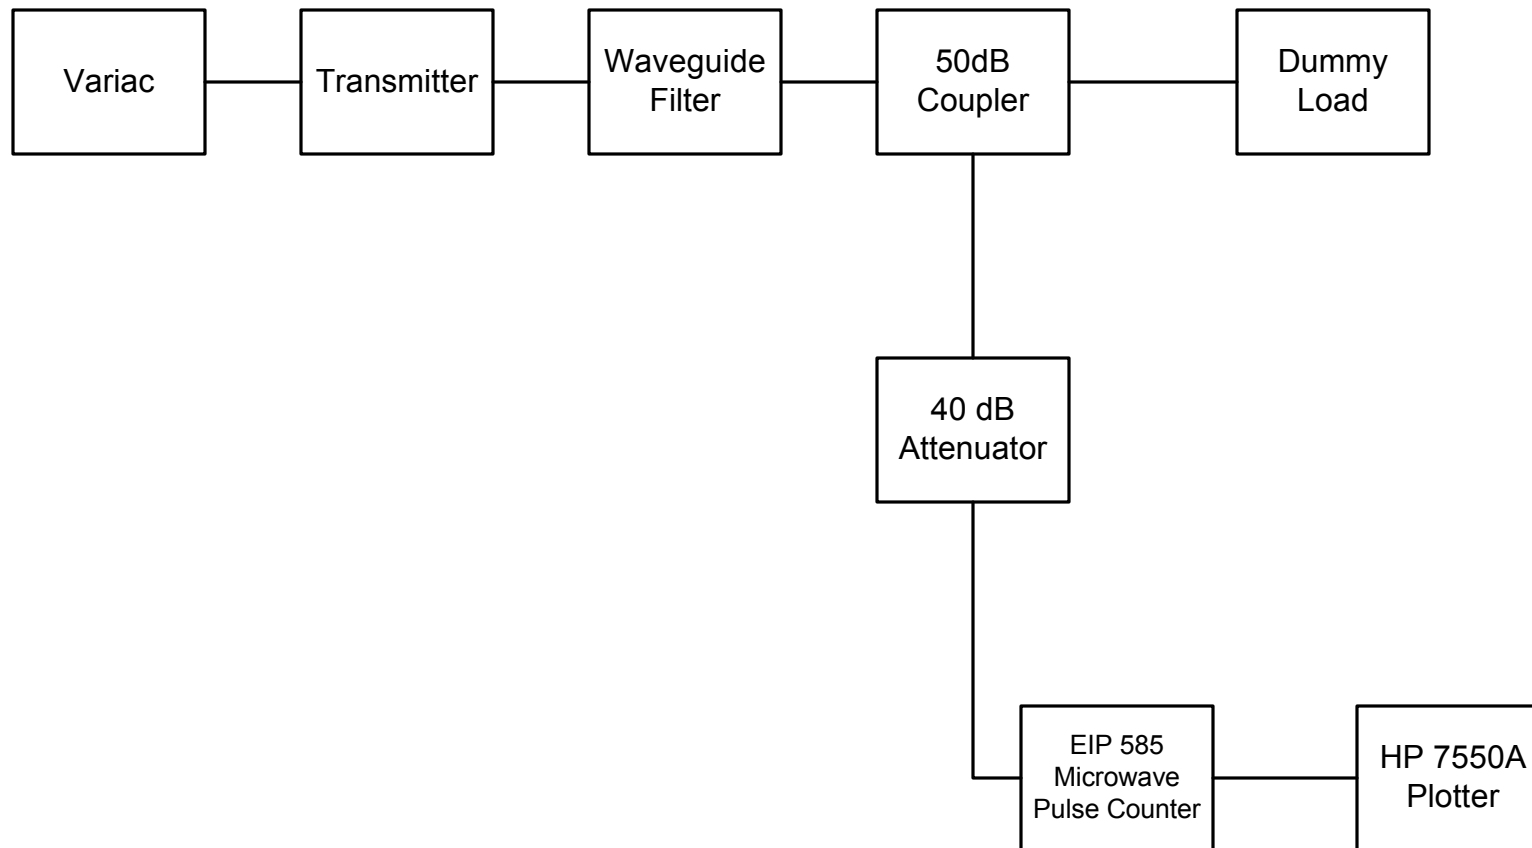 Variac
Transmitter
Waveguide
Filter
50dB
Coupler
Dummy
Load
40 dB
Attenuator
EIP 585
Microwave
Pulse Counter
HP 7550A
Plotter